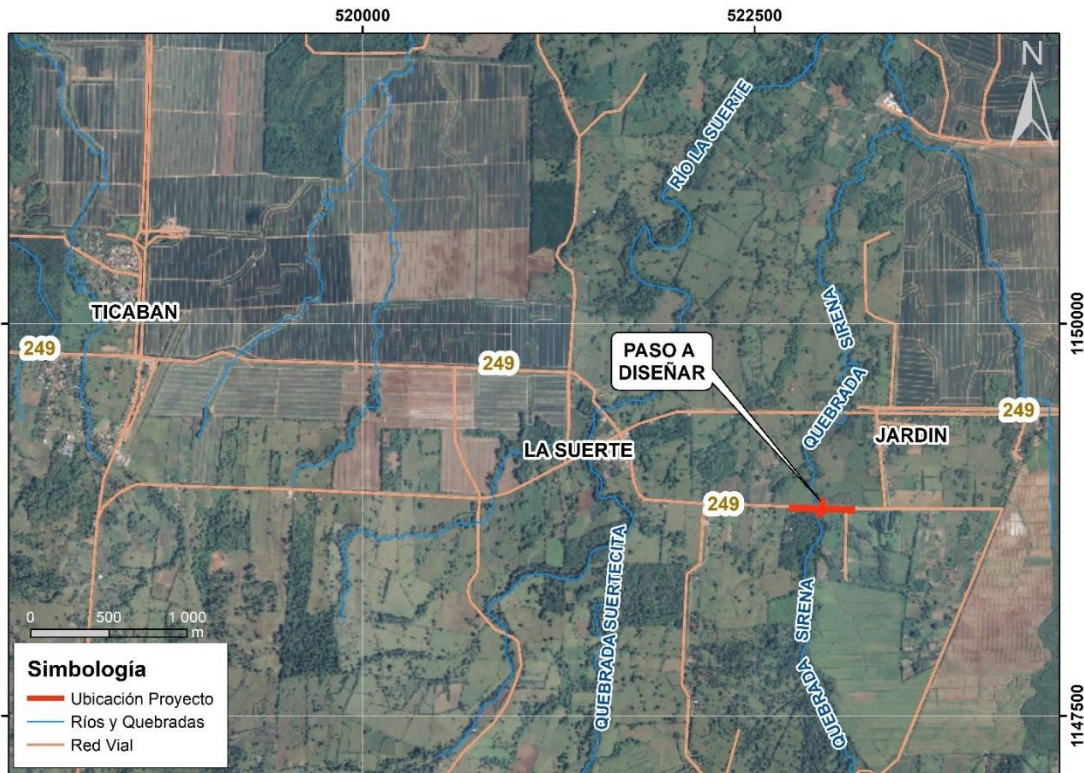 520000
522500
N
RÍO LA SUERTE
TICABAN
QUEBRADA SIRENA
1150000
249
249
PASO A
DISEÑAR
249
JARDIN
LA SUERTE
249
QUEBRADA SUERTECITA
QUEBRADA SIRENA
0 500 1 000
m
Simbología
Ubicación Proyecto
Ríos y Quebradas
Red Vial
1147500